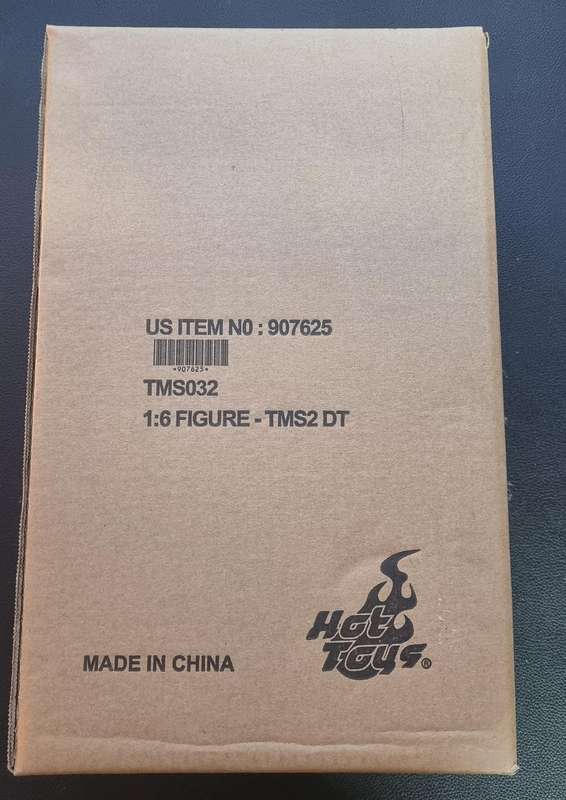 US ITEM N0 : 907625
*907625*
TMS032
1:6 FIGURE - TMS2 DT
Hot
Toys®
MADE IN CHINA